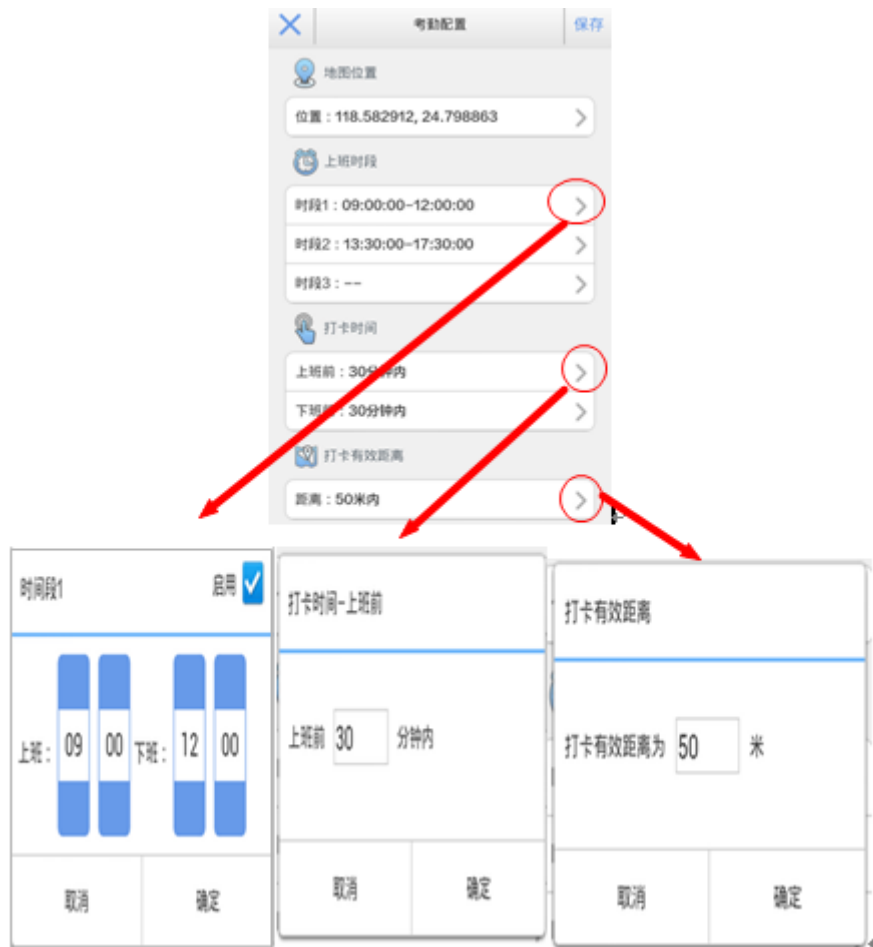 考勤配置 保存
地图位置
位置：118.582912, 24.798863
上班时段
时段1：09:00:00-12:00:00
时段2：13:30:00-17:30:00
时段3：--
打卡时间
上班前：30分钟内
下班：30分钟内
打卡有效距离
距离：50米内
时间段1 启用
上班： 09 00 下班： 12 00
取消 确定
打卡时间-上班前
上班前 30 分钟内
取消 确定
打卡有效距离
打卡有效距离为 50 米
取消 确定